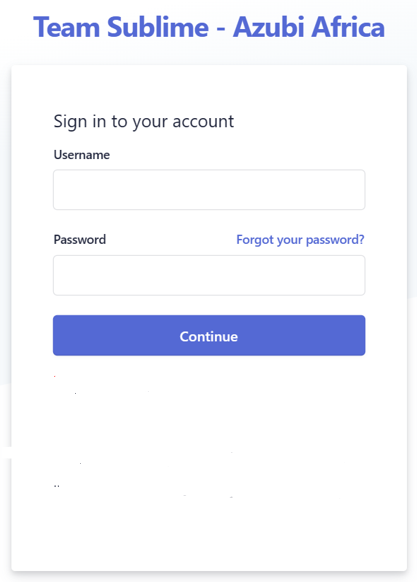 Team Sublime - Azubi Africa
Sign in to your account
Username
Password Forgot your password?
Continue